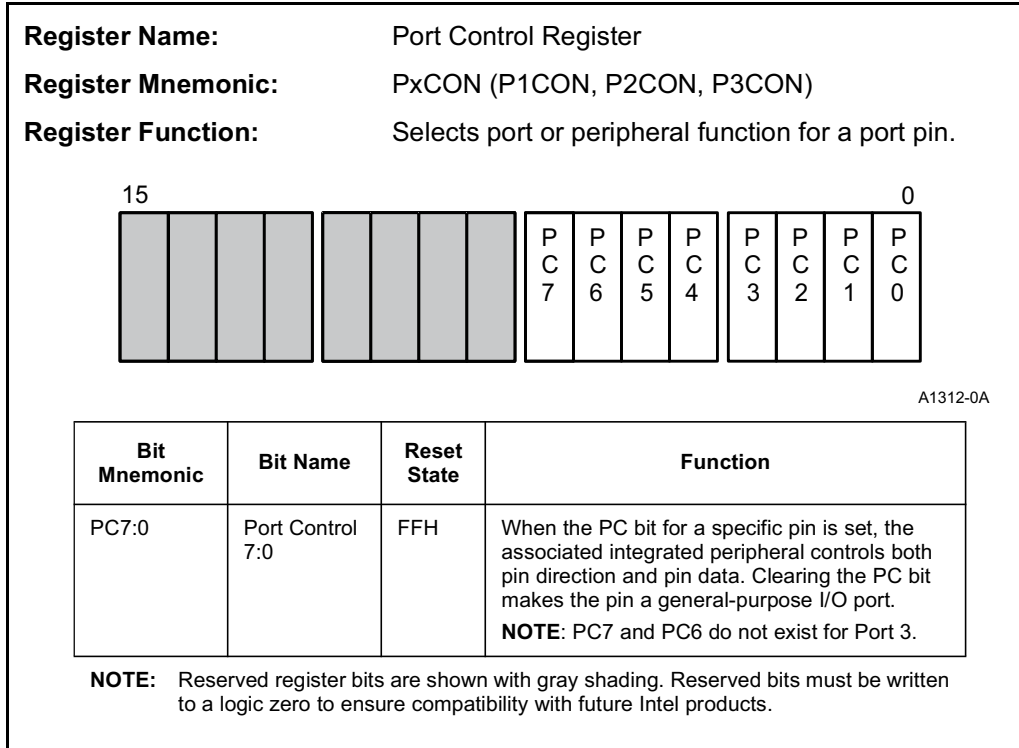 Register Name: Port Control Register
Register Mnemonic: PxCON (P1CON, P2CON, P3CON)
Register Function: Selects port or peripheral function for a port pin.
15 0
P P P P P P P P
C C C C C C C C
7 6 5 4 3 2 1 0
A1312-0A
Bit Mnemonic Bit Name Reset State Function
PC7:0 Port Control 7:0 FFH When the PC bit for a specific pin is set, the
associated integrated peripheral controls both
pin direction and pin data. Clearing the PC bit
makes the pin a general-purpose I/O port.
NOTE: PC7 and PC6 do not exist for Port 3.
NOTE: Reserved register bits are shown with gray shading. Reserved bits must be written
to a logic zero to ensure compatibility with future Intel products.